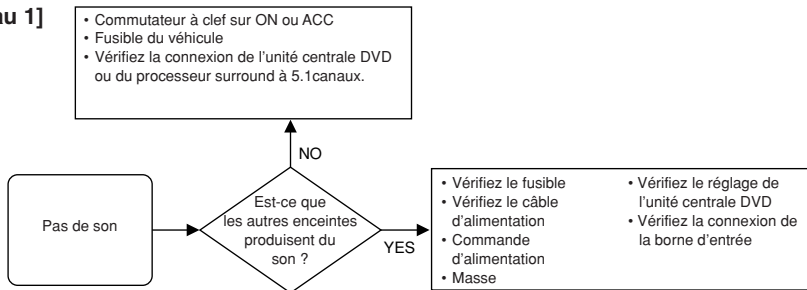 au 1]
• Commutateur à clef sur ON ou ACC
• Fusible du véhicule
• Vérifiez la connexion de l'unité centrale DVD
ou du processeur surround à 5.1canaux.
NO
Pas de son
Est-ce que
les autres enceintes
produisent du
son ?
YES
• Vérifiez le fusible
• Vérifiez le câble
d'alimentation
• Commande
d'alimentation
• Masse
• Vérifiez le réglage de
l'unité centrale DVD
• Vérifiez la connexion de
la borne d'entrée